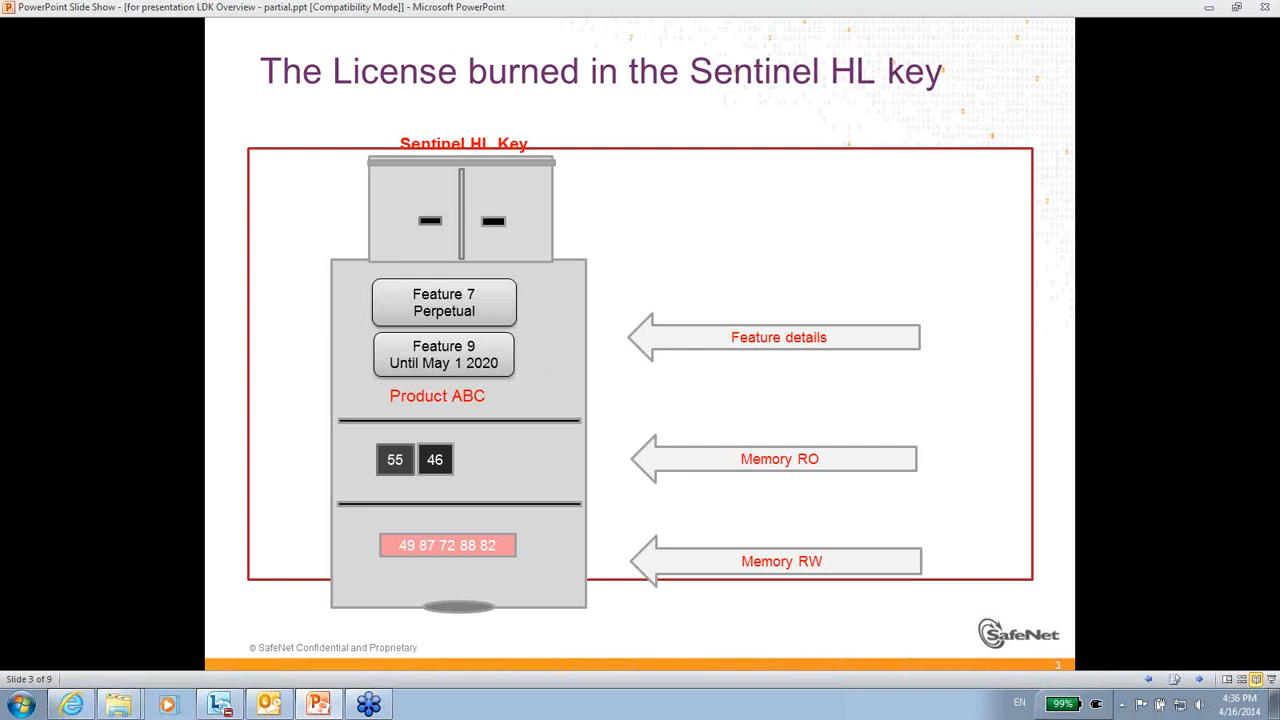 PowerPoint Slide Show - [for presentation LDK Overview - partial.ppt [Compatibility Mode]] - Microsoft PowerPoint
The License burned in the Sentinel HL key
Sentinel HL Key
Feature 7
Perpetual
Feature 9
Until May 1 2020
Product ABC
Feature details
55 46
Memory RO
49 87 72 88 82
Memory RW
SafeNet
© SafeNet Confidential and Proprietary
3
Slide 3 of 9
EN
99%
4:36 PM
4/16/2014